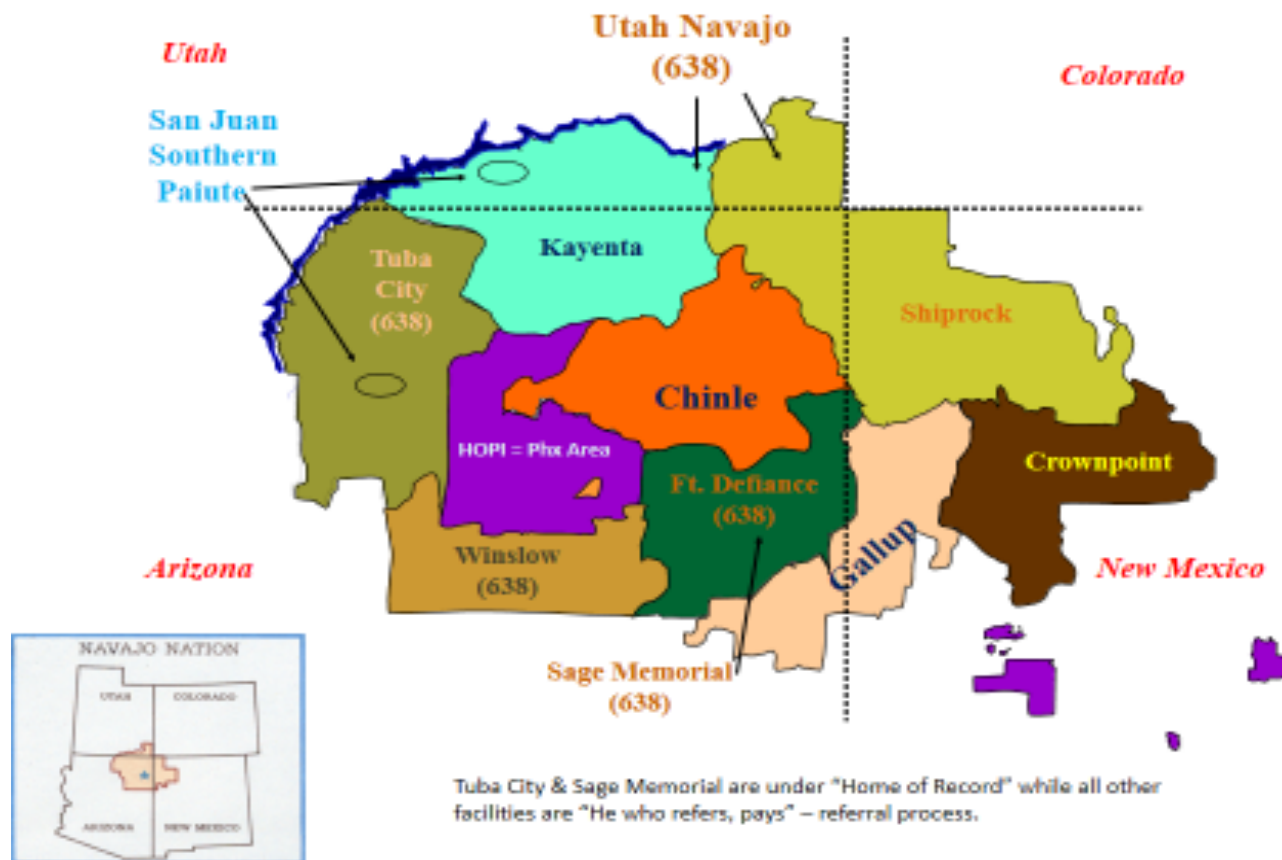 Utah Navajo
(638)
Utah
Colorado
San Juan
Southern
Paiute
Kayenta
Tuba
City
(638)
Shiprock
Chinle
HOPI = Phx Area
Crownpoint
Ft. Defiance
(638)
Gallup
Winslow
(638)
Arizona
New Mexico
Sage Memorial
(638)
NAVAJO NATION
UTAH
COLORADO
ARIZONA
NEW MEXICO
Tuba City & Sage Memorial are under “Home of Record” while all other
facilities are “He who refers, pays” – referral process.